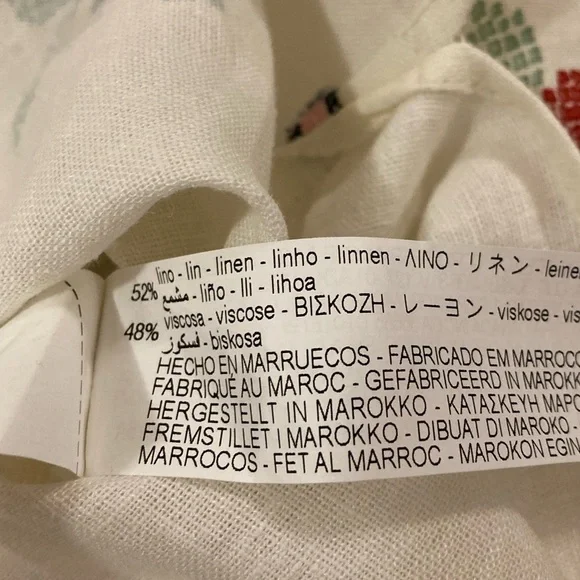 52% lino - lin - linen - linho - linnen - ΛΙΝΟ - リネン - leinen
مشمع - liño - lli - lihoa
48% viscosa - viscose - ΒΙΣΚΟΖΗ - レーヨン - viskose - vis
فسكوز - biskosa
HECHO EN MARRUECOS - FABRICADO EM MARROCO
FABRIQUÉ AU MAROC - GEFABRICEERD IN MAROKK
HERGESTELLT IN MAROKKO - ΚΑΤΑΣΚΕΥΗ ΜΑΡΟ
FREMSTILLET I MAROKKO - DIBUAT DI MAROKO -
MARROCOS - FET AL MARROC - MAROKON EGIN